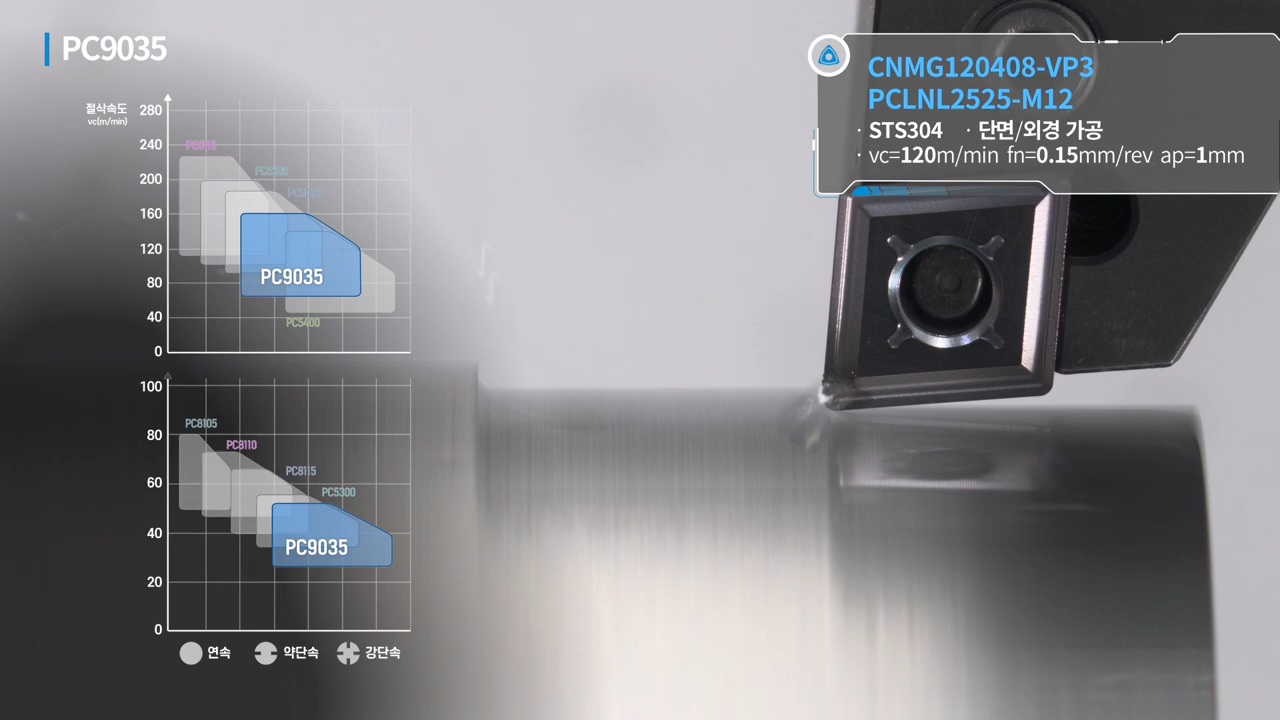 PC9035
CNMG120408-VP3
PCLNL2525-M12
· STS304 · 단면/외경 가공
· vc=120m/min fn=0.15mm/rev ap=1mm
절삭속도
vc(m/min)
280
240
200
160
120
80
40
0
PC5300
PC9035
PC5400
100
80
60
40
20
0
PC8105
PC8110
PC8115
PC5300
PC9035
연속 약단속 강단속